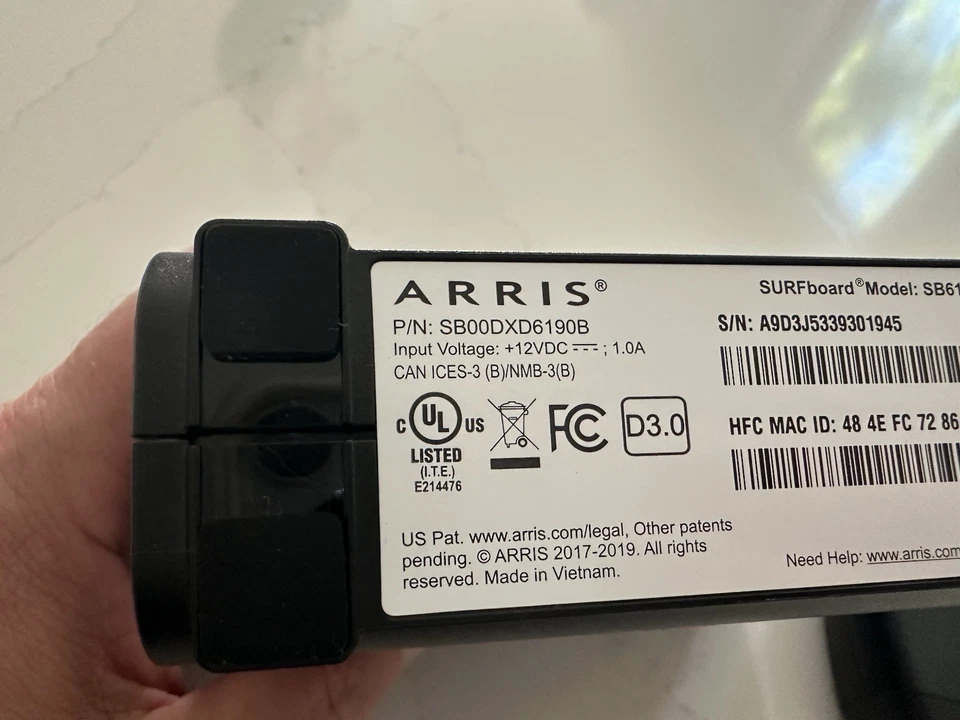 ARRIS®
SURFboard® Model: SB61
P/N: SB00DXD6190B
S/N: A9D3J5339301945
Input Voltage: +12VDC ⎓ ; 1.0A
CAN ICES-3 (B)/NMB-3(B)
HFC MAC ID: 48 4E FC 72 86
C UL US
FC
D3.0
LISTED
(I.T.E.)
E214476
US Pat. www.arris.com/legal, Other patents
pending. © ARRIS 2017-2019. All rights
reserved. Made in Vietnam.
Need Help: www.arris.com